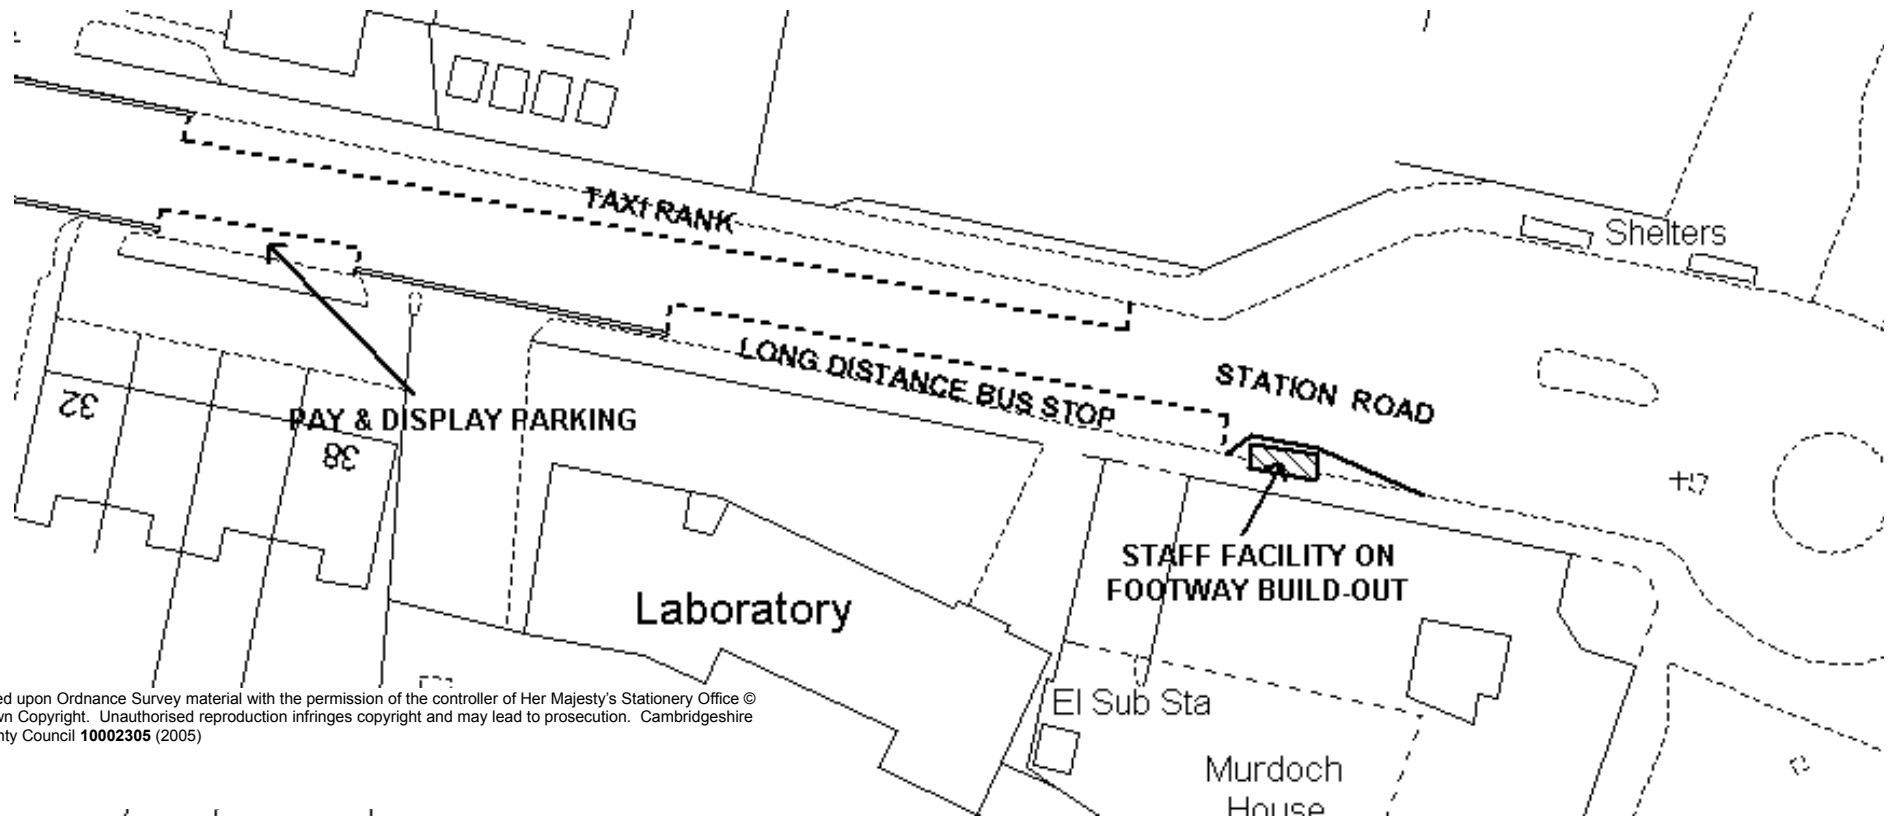 TAXI RANK
Shelters
LONG DISTANCE BUS STOP
STATION ROAD
32
PAY & DISPLAY PARKING
38
STAFF FACILITY ON
FOOTWAY BUILD-OUT
Laboratory
El Sub Sta
ed upon Ordnance Survey material with the permission of the controller of Her Majesty's Stationery Office ©
wn Copyright. Unauthorised reproduction infringes copyright and may lead to prosecution. Cambridgeshire
nty Council 10002305 (2005)
Murdoch
House